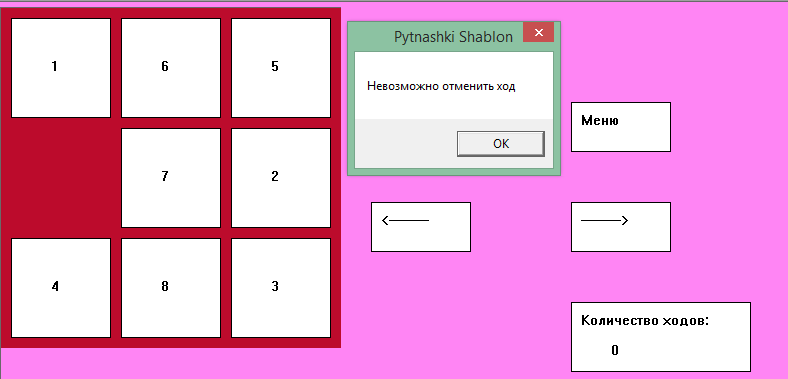 1 6 5
7 2
4 8 3
Pytnashki Shablon
Невозможно отменить ход
OK
Меню
<——— ———>
Количество ходов:
0